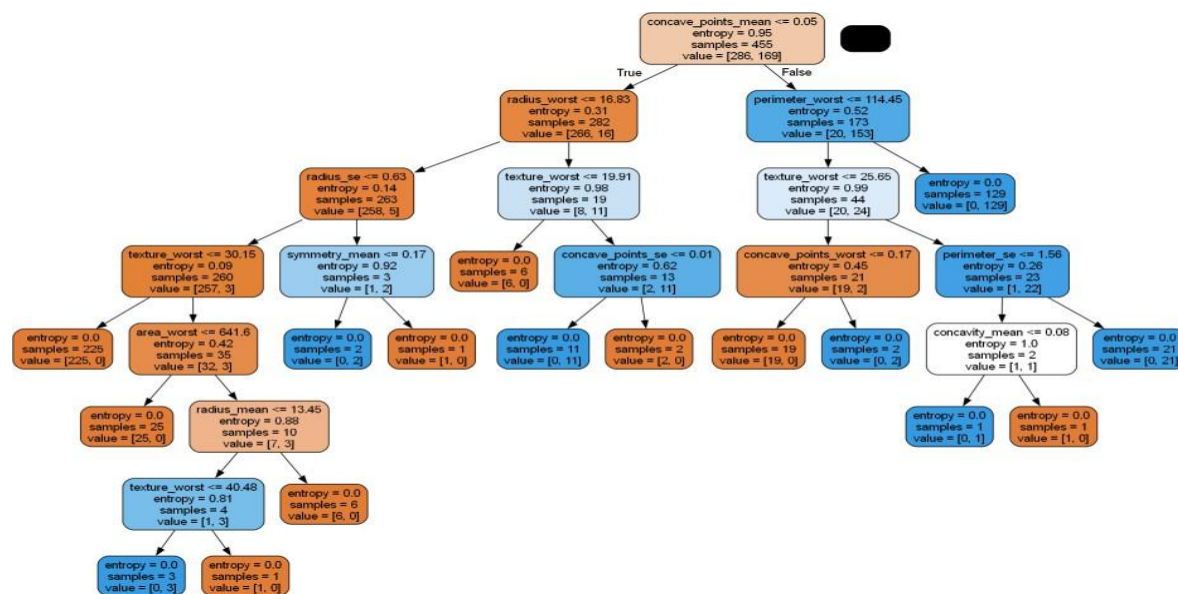 concave_points_mean <= 0.05
entropy = 0.95
samples = 455
value = [286, 169]
True
False
radius_worst <= 16.83
entropy = 0.31
samples = 282
value = [266, 16]
perimeter_worst <= 114.45
entropy = 0.52
samples = 173
value = [20, 153]
radius_se <= 0.63
entropy = 0.14
samples = 263
value = [258, 5]
texture_worst <= 19.91
entropy = 0.98
samples = 19
value = [8, 11]
texture_worst <= 25.65
entropy = 0.99
samples = 44
value = [20, 24]
entropy = 0.0
samples = 129
value = [0, 129]
texture_worst <= 30.15
entropy = 0.09
samples = 260
value = [257, 3]
symmetry_mean <= 0.17
entropy = 0.92
samples = 3
value = [1, 2]
entropy = 0.0
samples = 6
value = [6, 0]
concave_points_se <= 0.01
entropy = 0.62
samples = 13
value = [2, 11]
concave_points_worst <= 0.17
entropy = 0.45
samples = 21
value = [19, 2]
perimeter_se <= 1.56
entropy = 0.26
samples = 23
value = [1, 22]
entropy = 0.0
samples = 225
value = [225, 0]
area_worst <= 641.6
entropy = 0.42
samples = 35
value = [32, 3]
entropy = 0.0
samples = 2
value = [0, 2]
entropy = 0.0
samples = 1
value = [1, 0]
entropy = 0.0
samples = 11
value = [0, 11]
entropy = 0.0
samples = 2
value = [2, 0]
entropy = 0.0
samples = 19
value = [19, 0]
entropy = 0.0
samples = 2
value = [0, 2]
concavity_mean <= 0.08
entropy = 1.0
samples = 2
value = [1, 1]
entropy = 0.0
samples = 21
value = [0, 21]
entropy = 0.0
samples = 25
value = [25, 0]
radius_mean <= 13.45
entropy = 0.88
samples = 10
value = [7, 3]
entropy = 0.0
samples = 1
value = [0, 1]
entropy = 0.0
samples = 1
value = [1, 0]
texture_worst <= 40.48
entropy = 0.81
samples = 4
value = [1, 3]
entropy = 0.0
samples = 6
value = [6, 0]
entropy = 0.0
samples = 3
value = [0, 3]
entropy = 0.0
samples = 1
value = [1, 0]